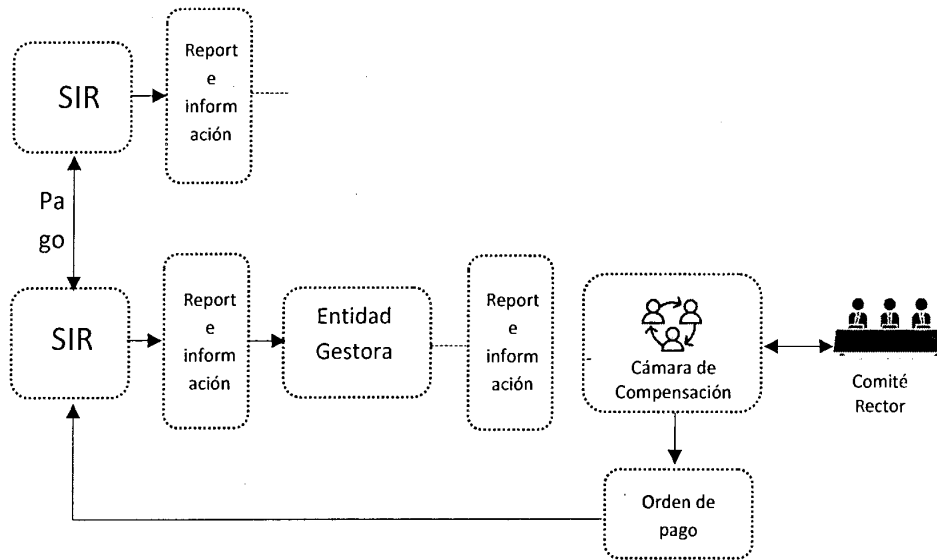 SIR
Report
e
inform
ación
Pa
go
SIR
Report
e
inform
ación
Entidad
Gestora
Report
e
inform
ación
Cámara de
Compensación
Comité
Rector
Orden de
pago